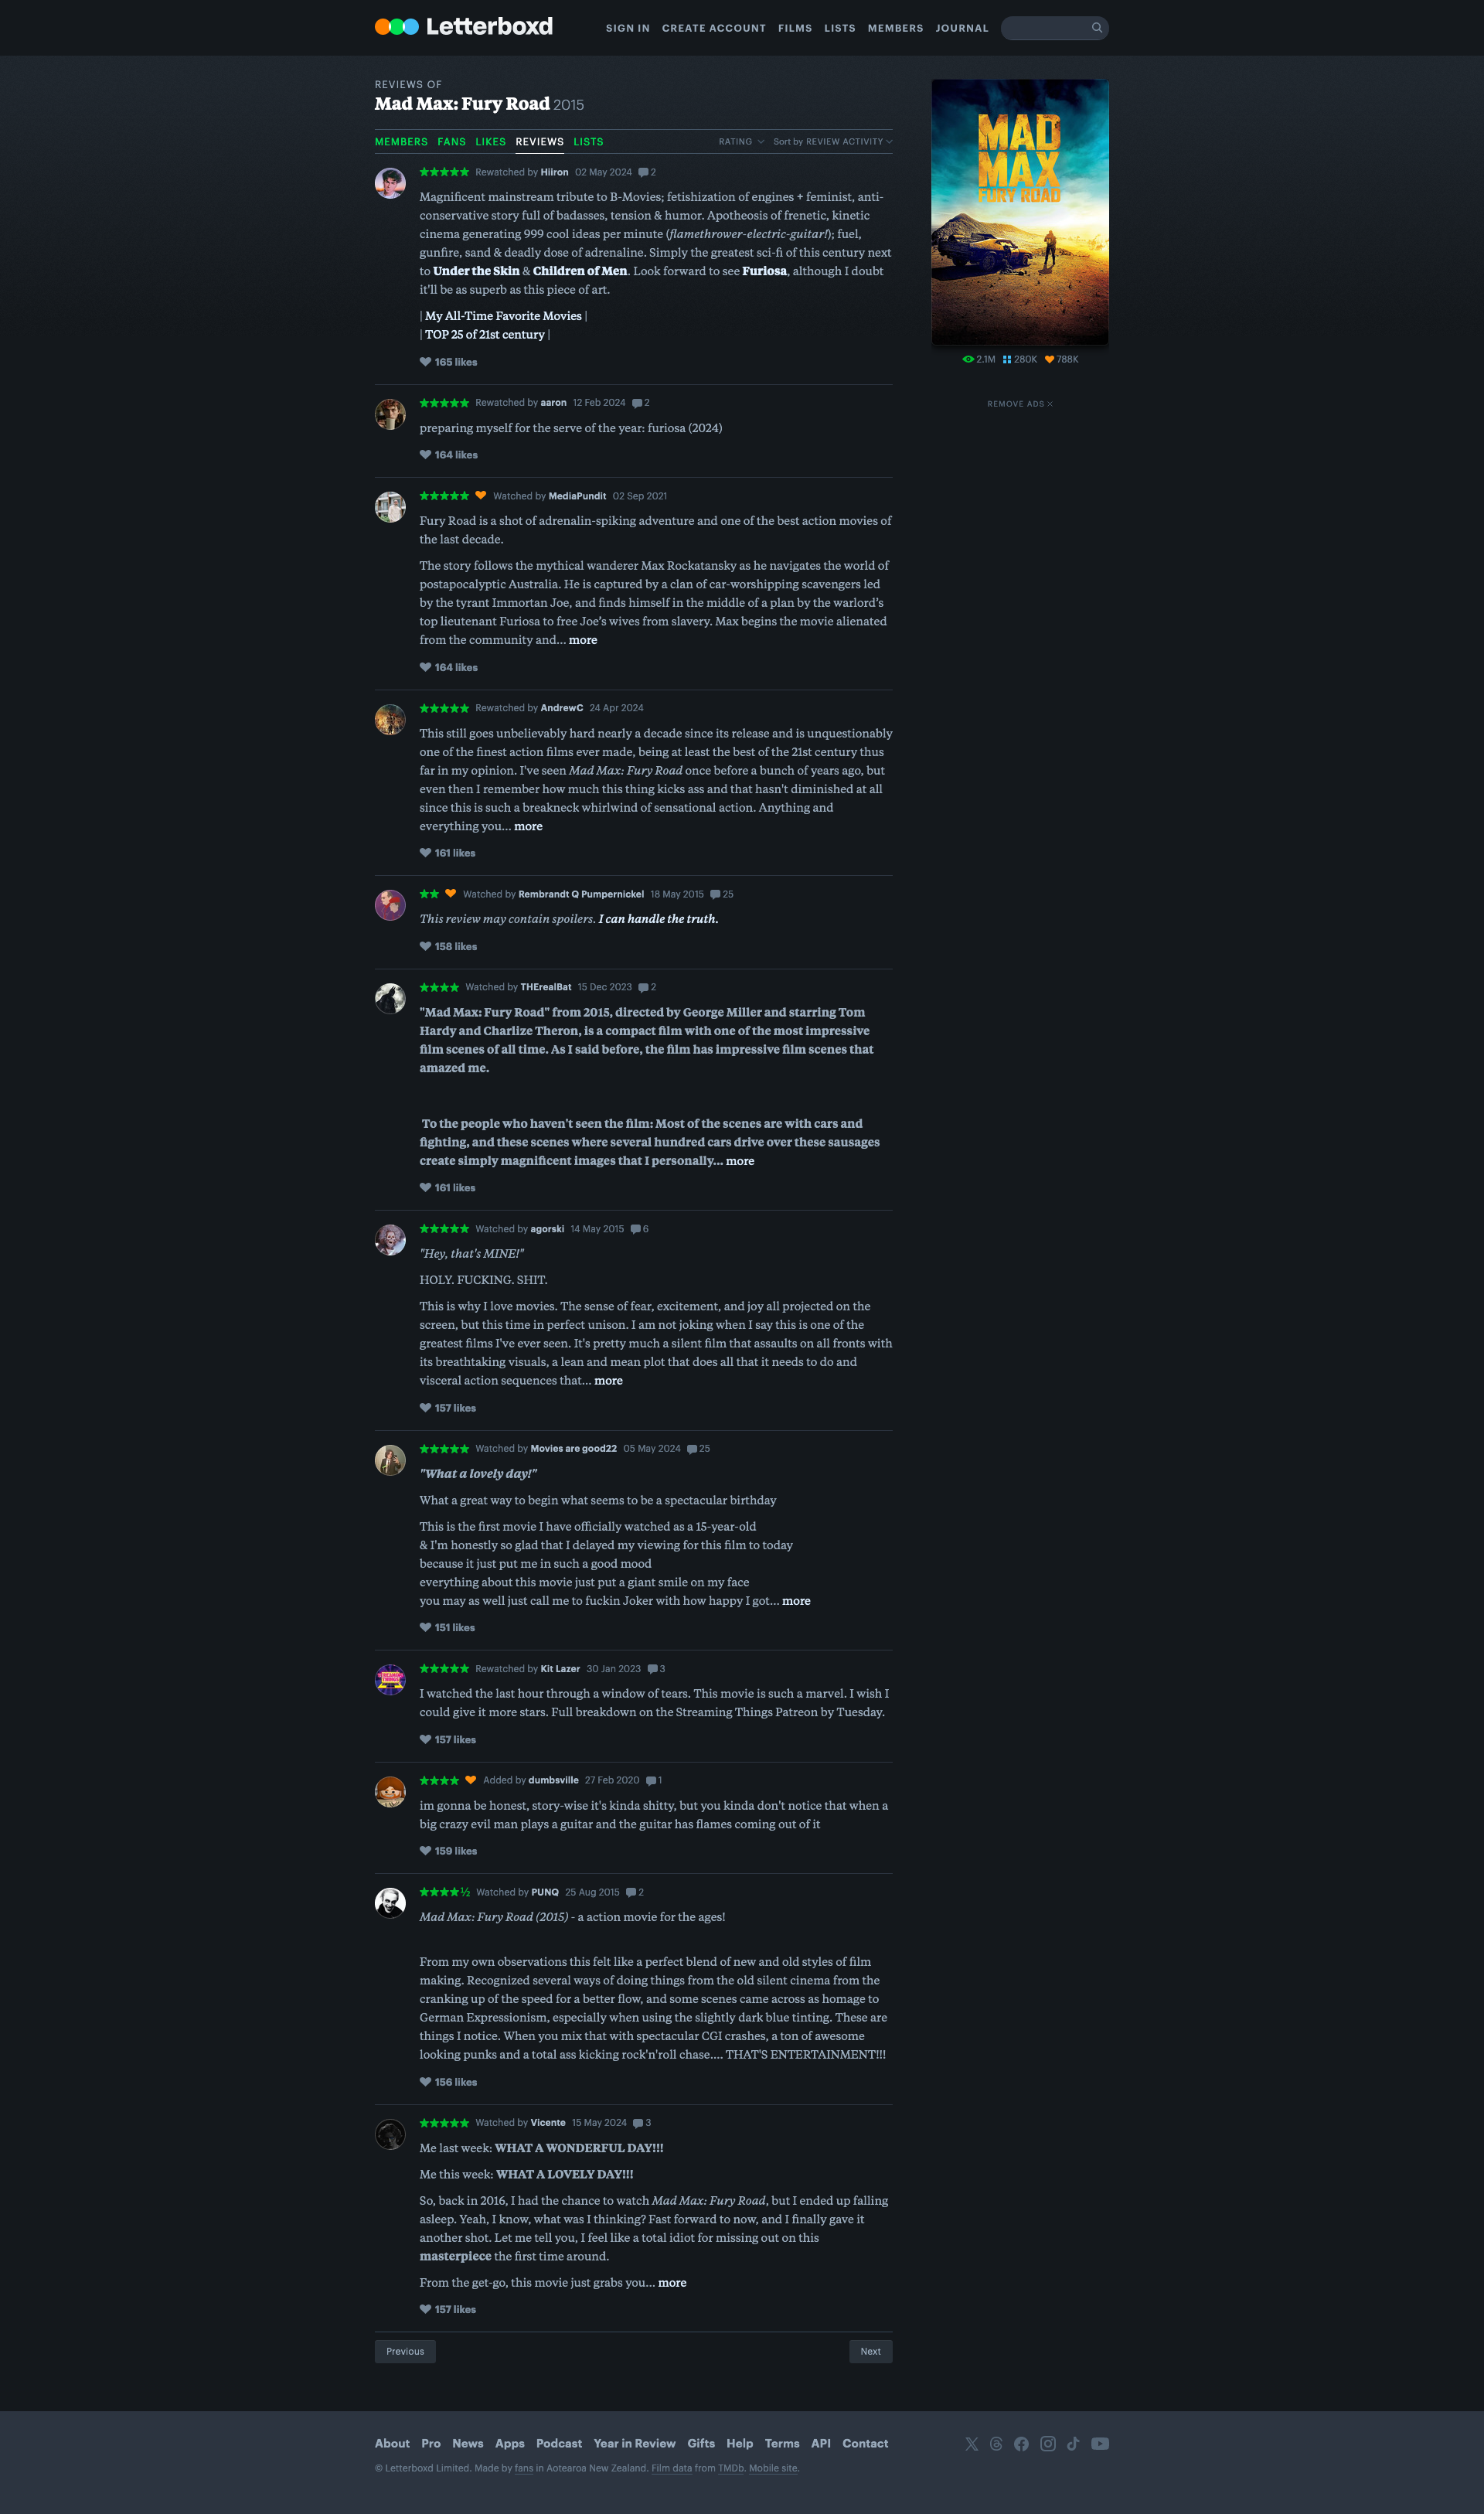 Letterboxd
SIGN IN CREATE ACCOUNT FILMS LISTS MEMBERS JOURNAL
REVIEWS OF
Mad Max: Fury Road 2015
MEMBERS FANS LIKES REVIEWS LISTS RATING Sort by REVIEW ACTIVITY
MAD
MAX
FURY ROAD
2.1M 280K 788K
REMOVE ADS
★★★★★ Rewatched by Hiiron 02 May 2024 2
Magnificent mainstream tribute to B-Movies; fetishization of engines + feminist, anti-
conservative story full of badasses, tension & humor. Apotheosis of frenetic, kinetic
cinema generating 999 cool ideas per minute (flamethrower-electric-guitar!); fuel,
gunfire, sand & deadly dose of adrenaline. Simply the greatest sci-fi of this century next
to Under the Skin & Children of Men. Look forward to see Furiosa, although I doubt
it'll be as superb as this piece of art.
| My All-Time Favorite Movies |
| TOP 25 of 21st century |
165 likes
★★★★★ Rewatched by aaron 12 Feb 2024 2
preparing myself for the serve of the year: furiosa (2024)
164 likes
★★★★★ Watched by MediaPundit 02 Sep 2021
Fury Road is a shot of adrenalin-spiking adventure and one of the best action movies of
the last decade.
The story follows the mythical wanderer Max Rockatansky as he navigates the world of
postapocalyptic Australia. He is captured by a clan of car-worshipping scavengers led
by the tyrant Immortan Joe, and finds himself in the middle of a plan by the warlord’s
top lieutenant Furiosa to free Joe’s wives from slavery. Max begins the movie alienated
from the community and… more
164 likes
★★★★★ Rewatched by AndrewC 24 Apr 2024
This still goes unbelievably hard nearly a decade since its release and is unquestionably
one of the finest action films ever made, being at least the best of the 21st century thus
far in my opinion. I've seen Mad Max: Fury Road once before a bunch of years ago, but
even then I remember how much this thing kicks ass and that hasn't diminished at all
since this is such a breakneck whirlwind of sensational action. Anything and
everything you… more
161 likes
★★ Watched by Rembrandt Q Pumpernickel 18 May 2015 25
This review may contain spoilers. I can handle the truth.
158 likes
★★★★ Watched by THErealBat 15 Dec 2023 2
"Mad Max: Fury Road" from 2015, directed by George Miller and starring Tom
Hardy and Charlize Theron, is a compact film with one of the most impressive
film scenes of all time. As I said before, the film has impressive film scenes that
amazed me.
To the people who haven't seen the film: Most of the scenes are with cars and
fighting, and these scenes where several hundred cars drive over these sausages
create simply magnificent images that I personally… more
161 likes
★★★★★ Watched by agorski 14 May 2015 6
"Hey, that's MINE!"
HOLY. FUCKING. SHIT.
This is why I love movies. The sense of fear, excitement, and joy all projected on the
screen, but this time in perfect unison. I am not joking when I say this is one of the
greatest films I've ever seen. It's pretty much a silent film that assaults on all fronts with
its breathtaking visuals, a lean and mean plot that does all that it needs to do and
visceral action sequences that… more
157 likes
★★★★★ Watched by Movies are good22 05 May 2024 25
"What a lovely day!"
What a great way to begin what seems to be a spectacular birthday
This is the first movie I have officially watched as a 15-year-old
& I'm honestly so glad that I delayed my viewing for this film to today
because it just put me in such a good mood
everything about this movie just put a giant smile on my face
you may as well just call me to fuckin Joker with how happy I got… more
151 likes
★★★★★ Rewatched by Kit Lazer 30 Jan 2023 3
I watched the last hour through a window of tears. This movie is such a marvel. I wish I
could give it more stars. Full breakdown on the Streaming Things Patreon by Tuesday.
157 likes
★★★★ Added by dumbsville 27 Feb 2020 1
im gonna be honest, story-wise it's kinda shitty, but you kinda don't notice that when a
big crazy evil man plays a guitar and the guitar has flames coming out of it
159 likes
★★★★½ Watched by PUNQ 25 Aug 2015 2
Mad Max: Fury Road (2015) - a action movie for the ages!
From my own observations this felt like a perfect blend of new and old styles of film
making. Recognized several ways of doing things from the old silent cinema from the
cranking up of the speed for a better flow, and some scenes came across as homage to
German Expressionism, especially when using the slightly dark blue tinting. These are
things I notice. When you mix that with spectacular CGI crashes, a ton of awesome
looking punks and a total ass kicking rock'n'roll chase.... THAT'S ENTERTAINMENT!!!
156 likes
★★★★★ Watched by Vicente 15 May 2024 3
Me last week: WHAT A WONDERFUL DAY!!!
Me this week: WHAT A LOVELY DAY!!!
So, back in 2016, I had the chance to watch Mad Max: Fury Road, but I ended up falling
asleep. Yeah, I know, what was I thinking? Fast forward to now, and I finally gave it
another shot. Let me tell you, I feel like a total idiot for missing out on this
masterpiece the first time around.
From the get-go, this movie just grabs you… more
157 likes
Previous Next
About Pro News Apps Podcast Year in Review Gifts Help Terms API Contact
© Letterboxd Limited. Made by fans in Aotearoa New Zealand. Film data from TMDb. Mobile site.